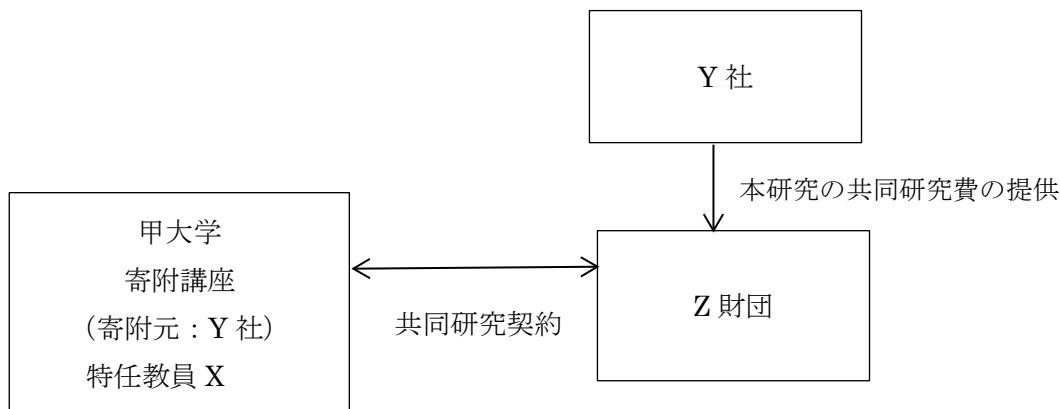 Y 社
本研究の共同研究費の提供
甲大学
寄附講座
（寄附元：Y 社）
特任教員 X
共同研究契約
Z 財団